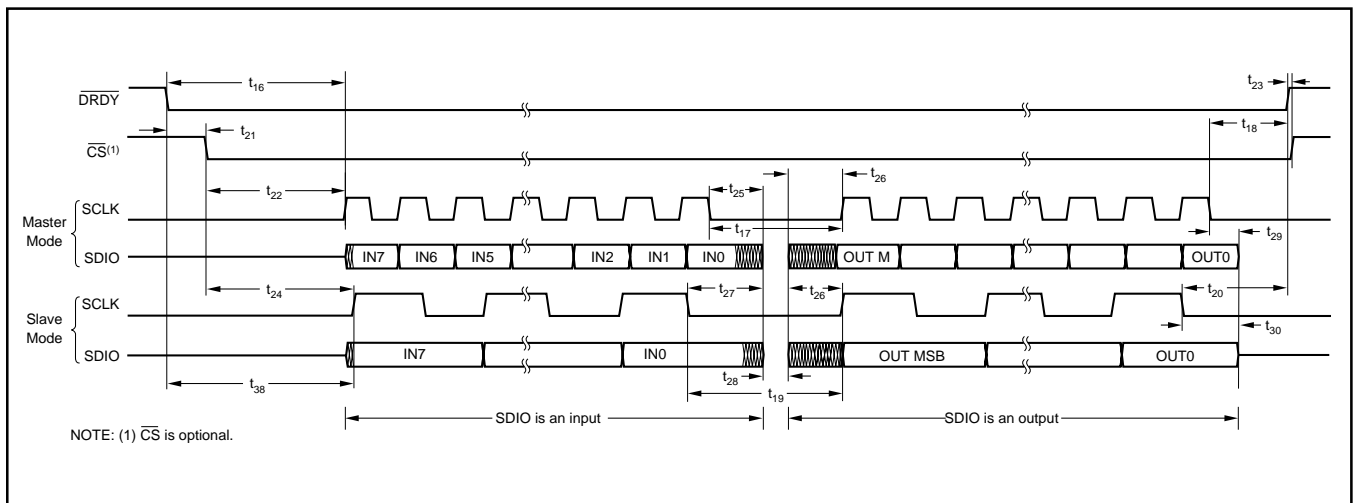 t16
t23
DRDY
t18
t21
CS(1)
t22
t25
t26
SCLK
Master
Mode
t17
t29
SDIO
IN7 IN6 IN5 IN2 IN1 IN0 OUT M OUT0
t24
t27
t26
t20
SCLK
Slave
Mode
t30
SDIO
IN7 IN0 OUT MSB OUT0
t28
t38
t19
SDIO is an input
SDIO is an output
NOTE: (1) CS is optional.